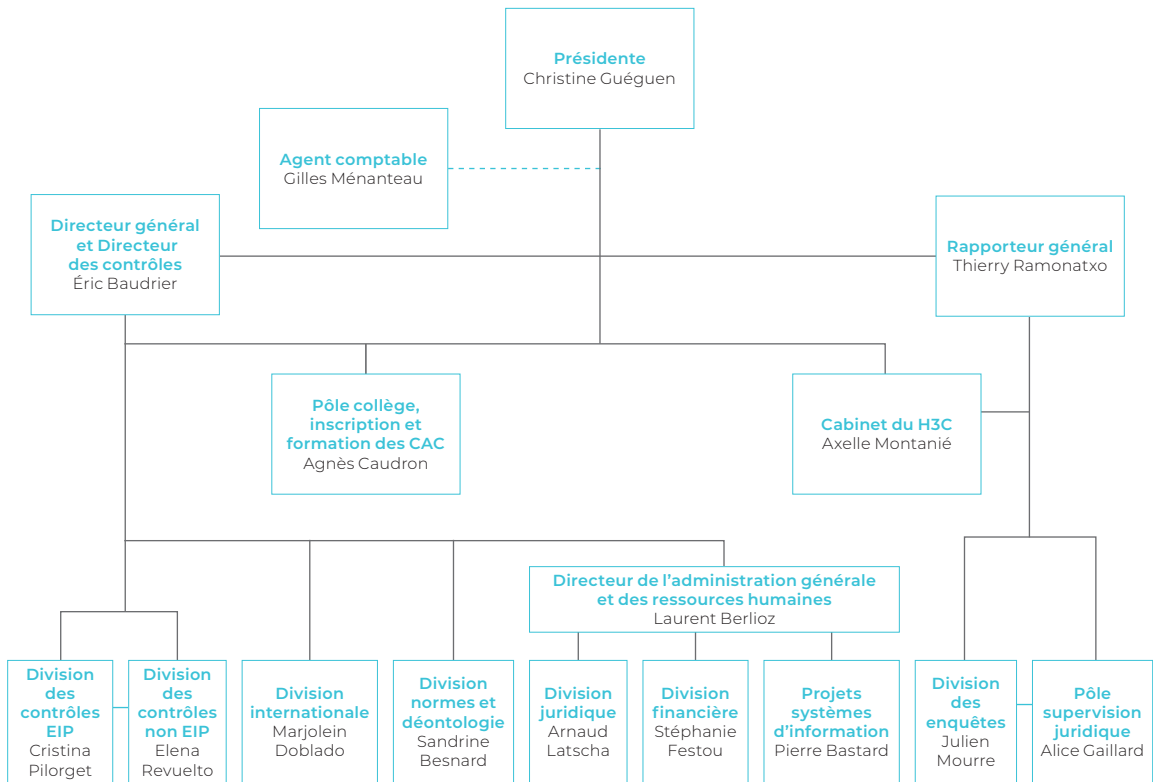 Présidente
Christine Guéguen
Agent comptable
Gilles Ménanteau
Directeur général
et Directeur
des contrôles
Éric Baudrier
Rapporteur général
Thierry Ramonatxo
Pôle collège,
inscription et
formation des CAC
Agnès Caudron
Cabinet du H3C
Axelle Montanié
Directeur de l’administration générale
et des ressources humaines
Laurent Berlioz
Division
des
contrôles
EIP
Cristina
Pilorget
Division
des
contrôles
non EIP
Elena
Revuelto
Division
internationale
Marjolein
Doblado
Division
normes et
déontologie
Sandrine
Besnard
Division
juridique
Arnaud
Latscha
Division
financière
Stéphanie
Festou
Projets
systèmes
d’information
Pierre Bastard
Division
des
enquêtes
Julien
Mourre
Pôle
supervision
juridique
Alice Gaillard